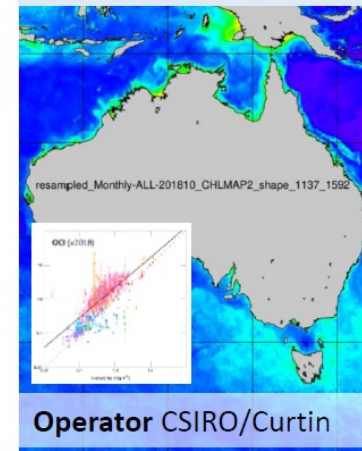 resampled_Monthly-ALL-201810_CHLMAP2_shape_1137_1592
OCI (v2018)
Operator CSIRO/Curtin